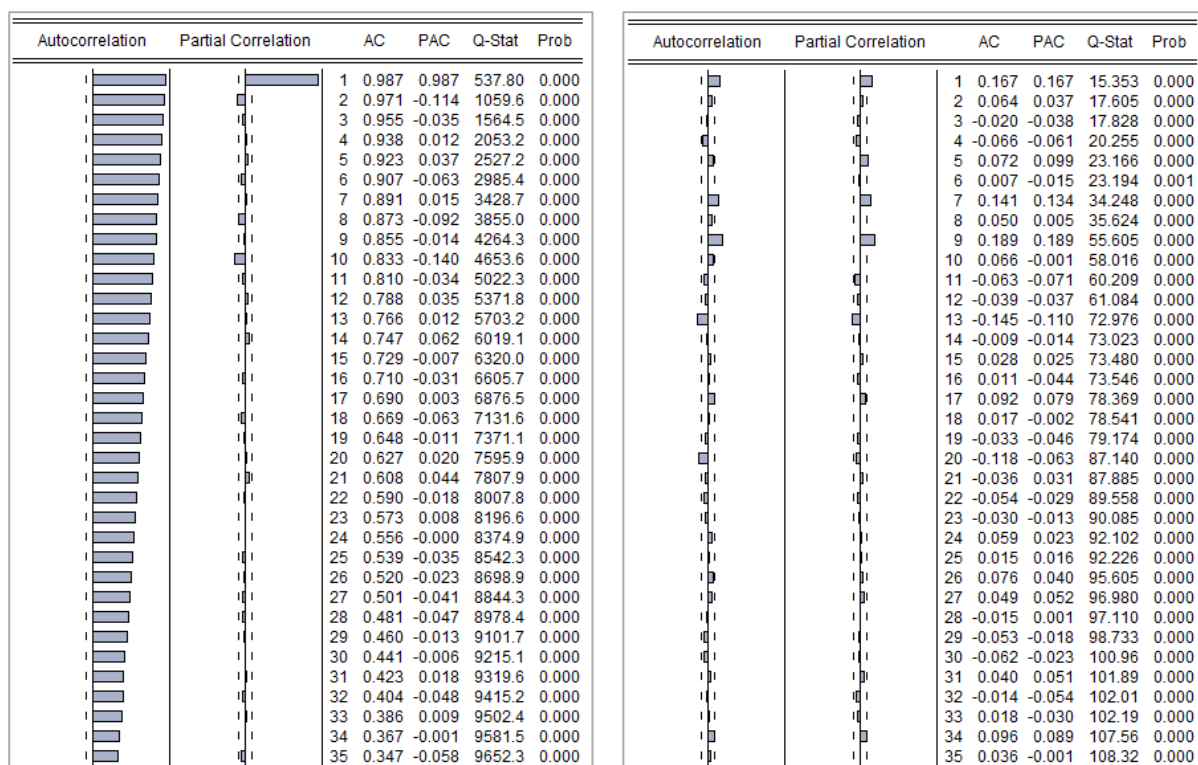 Autocorrelation Partial Correlation AC PAC Q-Stat Prob
1 0.987 0.987 537.80 0.000
2 0.971 -0.114 1059.6 0.000
3 0.955 -0.035 1564.5 0.000
4 0.938 0.012 2053.2 0.000
5 0.923 0.037 2527.2 0.000
6 0.907 -0.063 2985.4 0.000
7 0.891 0.015 3428.7 0.000
8 0.873 -0.092 3855.0 0.000
9 0.855 -0.014 4264.3 0.000
10 0.833 -0.140 4653.6 0.000
11 0.810 -0.034 5022.3 0.000
12 0.788 0.035 5371.8 0.000
13 0.766 0.012 5703.2 0.000
14 0.747 0.062 6019.1 0.000
15 0.729 -0.007 6320.0 0.000
16 0.710 -0.031 6605.7 0.000
17 0.690 0.003 6876.5 0.000
18 0.669 -0.063 7131.6 0.000
19 0.648 -0.011 7371.1 0.000
20 0.627 0.020 7595.9 0.000
21 0.608 0.044 7807.9 0.000
22 0.590 -0.018 8007.8 0.000
23 0.573 0.008 8196.6 0.000
24 0.556 -0.000 8374.9 0.000
25 0.539 -0.035 8542.3 0.000
26 0.520 -0.023 8698.9 0.000
27 0.501 -0.041 8844.3 0.000
28 0.481 -0.047 8978.4 0.000
29 0.460 -0.013 9101.7 0.000
30 0.441 -0.006 9215.1 0.000
31 0.423 0.018 9319.6 0.000
32 0.404 -0.048 9415.2 0.000
33 0.386 0.009 9502.4 0.000
34 0.367 -0.001 9581.5 0.000
35 0.347 -0.058 9652.3 0.000
Autocorrelation Partial Correlation AC PAC Q-Stat Prob
1 0.167 0.167 15.353 0.000
2 0.064 0.037 17.605 0.000
3 -0.020 -0.038 17.828 0.000
4 -0.066 -0.061 20.255 0.000
5 0.072 0.099 23.166 0.000
6 0.007 -0.015 23.194 0.001
7 0.141 0.134 34.248 0.000
8 0.050 0.005 35.624 0.000
9 0.189 0.189 55.605 0.000
10 0.066 -0.001 58.016 0.000
11 -0.063 -0.071 60.209 0.000
12 -0.039 -0.037 61.084 0.000
13 -0.145 -0.110 72.976 0.000
14 -0.009 -0.014 73.023 0.000
15 0.028 0.025 73.480 0.000
16 0.011 -0.044 73.546 0.000
17 0.092 0.079 78.369 0.000
18 0.017 -0.002 78.541 0.000
19 -0.033 -0.046 79.174 0.000
20 -0.118 -0.063 87.140 0.000
21 -0.036 0.031 87.885 0.000
22 -0.054 -0.029 89.558 0.000
23 -0.030 -0.013 90.085 0.000
24 0.059 0.023 92.102 0.000
25 0.015 0.016 92.226 0.000
26 0.076 0.040 95.605 0.000
27 0.049 0.052 96.980 0.000
28 -0.015 0.001 97.110 0.000
29 -0.053 -0.018 98.733 0.000
30 -0.062 -0.023 100.96 0.000
31 0.040 0.051 101.89 0.000
32 -0.014 -0.054 102.01 0.000
33 0.018 -0.030 102.19 0.000
34 0.096 0.089 107.56 0.000
35 0.036 -0.001 108.32 0.000